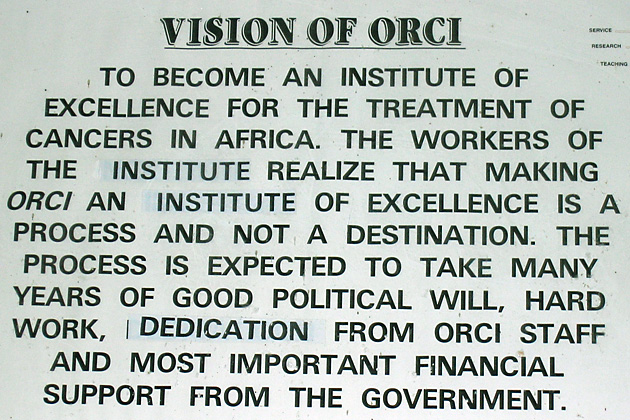 VISION OF ORCI
SERVICE
RESEARCH
TEACHING
TO BECOME AN INSTITUTE OF
EXCELLENCE FOR THE TREATMENT OF
CANCERS IN AFRICA. THE WORKERS OF
THE INSTITUTE REALIZE THAT MAKING
ORCI AN INSTITUTE OF EXCELLENCE IS A
PROCESS AND NOT A DESTINATION. THE
PROCESS IS EXPECTED TO TAKE MANY
YEARS OF GOOD POLITICAL WILL, HARD
WORK, DEDICATION FROM ORCI STAFF
AND MOST IMPORTANT FINANCIAL
SUPPORT FROM THE GOVERNMENT.